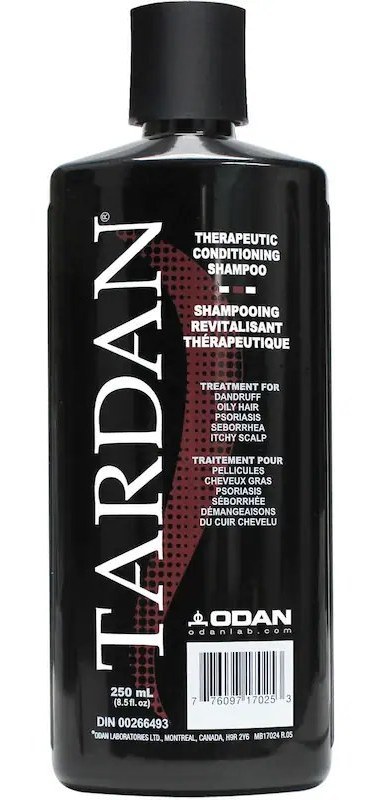 TARDAN®
THERAPEUTIC
CONDITIONING
SHAMPOO
SHAMPOOING
REVITALISANT
THÉRAPEUTIQUE
TREATMENT FOR
DANDRUFF
OILY HAIR
PSORIASIS
SEBORRHEA
ITCHY SCALP
TRAITEMENT POUR
PELLICULES
CHEVEUX GRAS
PSORIASIS
SÉBORRHÉE
DÉMANGEAISONS
DU CUIR CHEVELU
ODAN
odanlab.com
250 mL
(8.5 fl. oz)
7 76097 17025 3
DIN 00266493
®ODAN LABORATORIES LTD., MONTREAL, CANADA, H9R 2Y6 MB17024 R.05